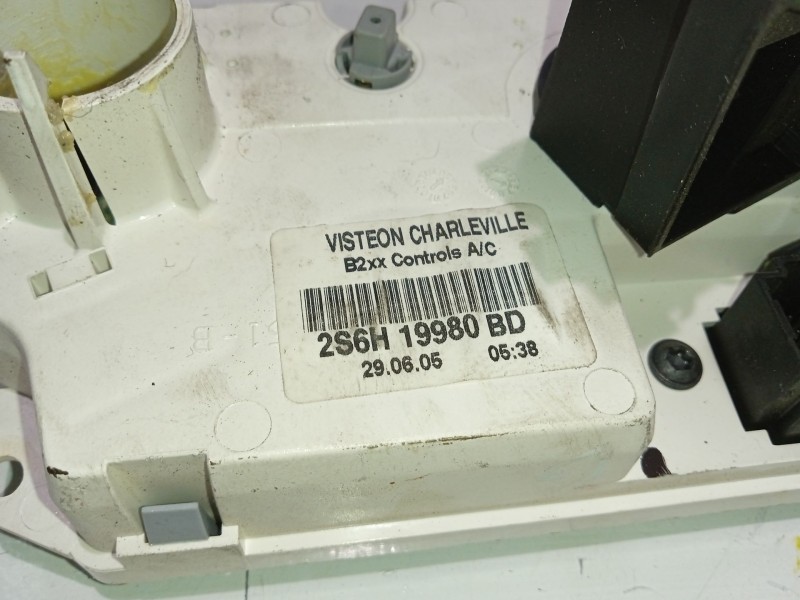 VISTEON CHARLEVILLE
B2xx Controls A/C
2S6H 19980 BD
29.06.05 05:38